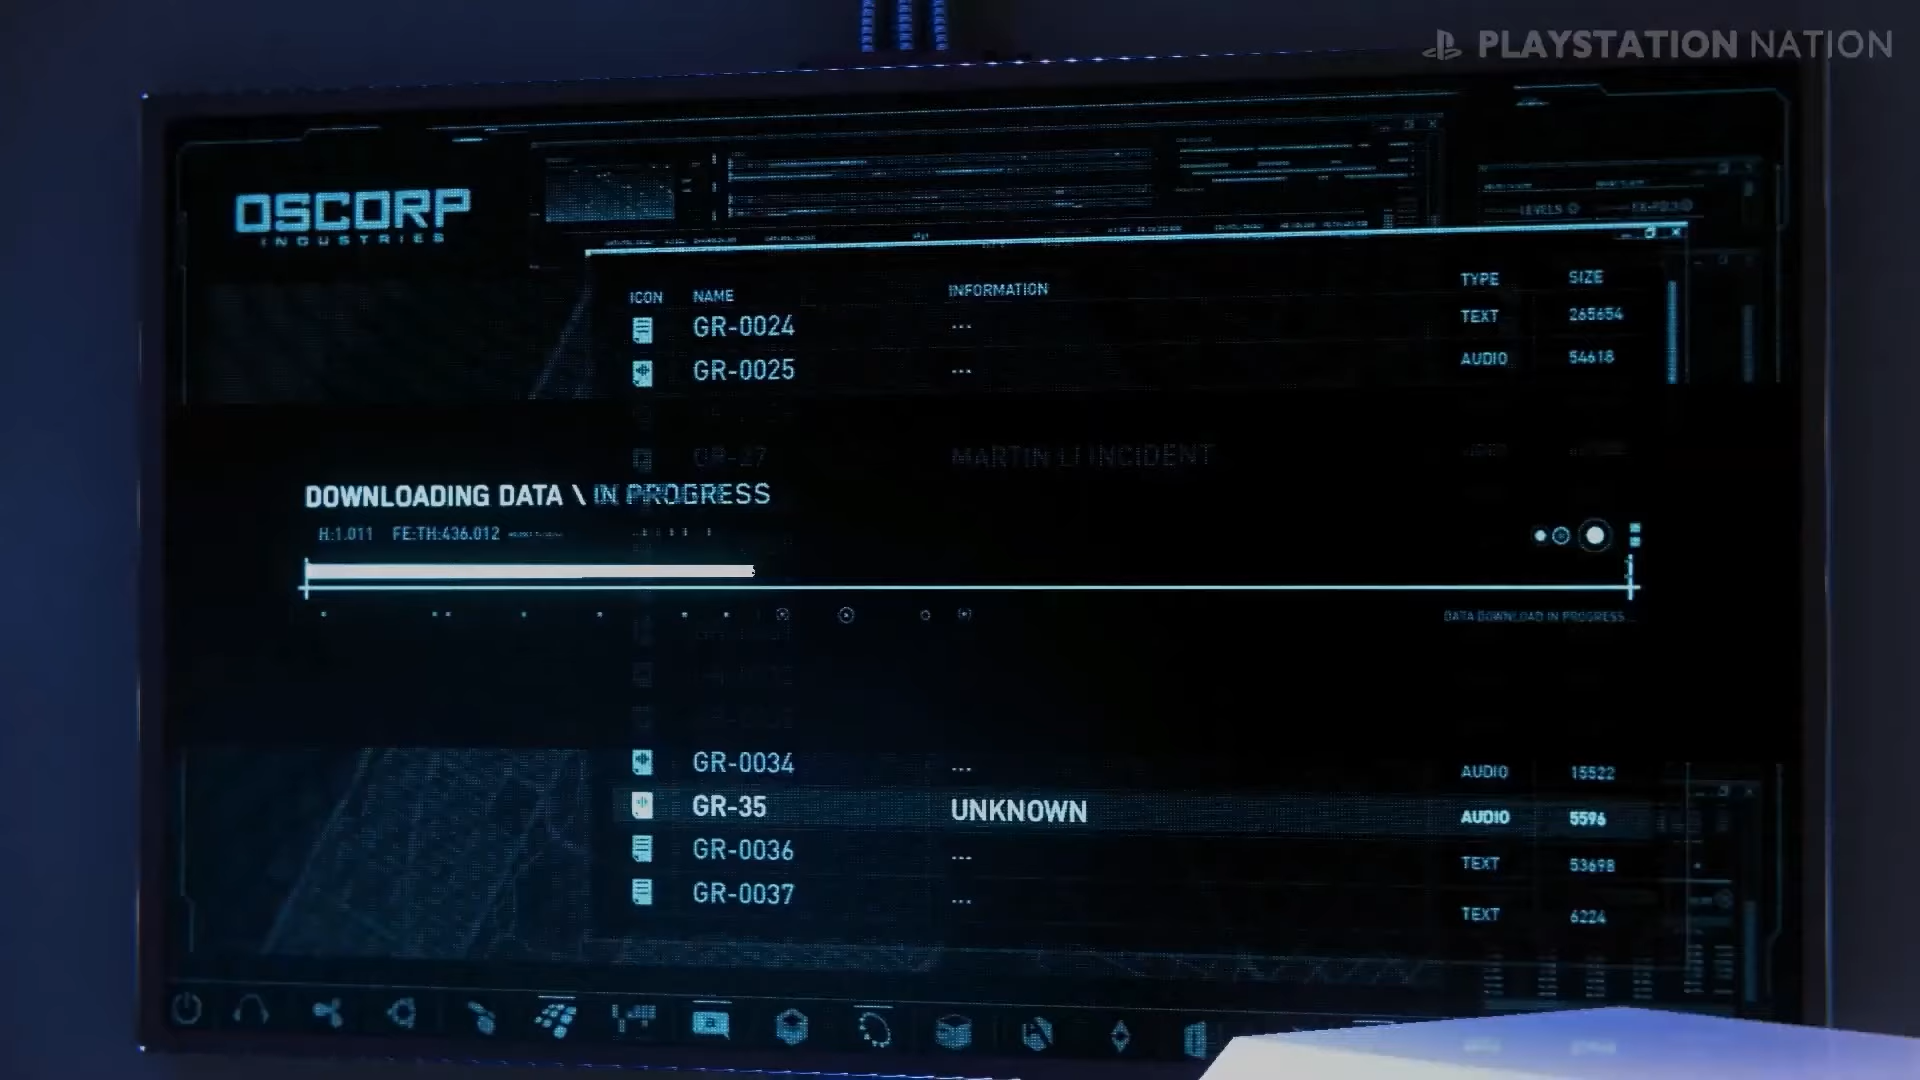 PLAYSTATION NATION
OSCORP
INDUSTRIES
LEVELS
ICON NAME INFORMATION TYPE SIZE
GR-0024 ... TEXT 265654
GR-0025 ... AUDIO 54618
GR-27 MARTIN LI INCIDENT
DOWNLOADING DATA \ IN PROGRESS
H:1.011 FE:TH:436.012
DATA DOWNLOAD IN PROGRESS...
GR-0034 ... AUDIO 15522
GR-35 UNKNOWN AUDIO 5596
GR-0036 ... TEXT 53698
GR-0037 ... TEXT 6224